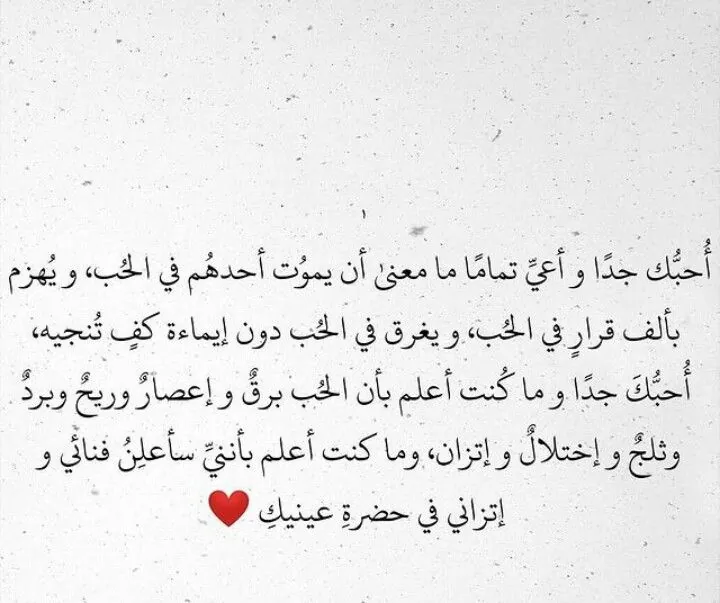 أُحبُّك جدًا و أعيِّ تمامًا ما معنىٰ أن يموُت أحدهُم في الحُب، و يُهزم
بألف قرارٍ في الحُب، و يغرق في الحُب دون إيماءة كفٍ تُنجيه،
أُحبُّكَ جدًا و ما كُنت أعلم بأن الحُب برقٌ و إعصارٌ وريحٌ وبردٌ
وثلجٌ و إختلالٌ و إتزان، وما كنت أعلم بأننيِّ سأعلِنُ فنائي و
إتزاني في حضرةِ عينيكِ ❤️